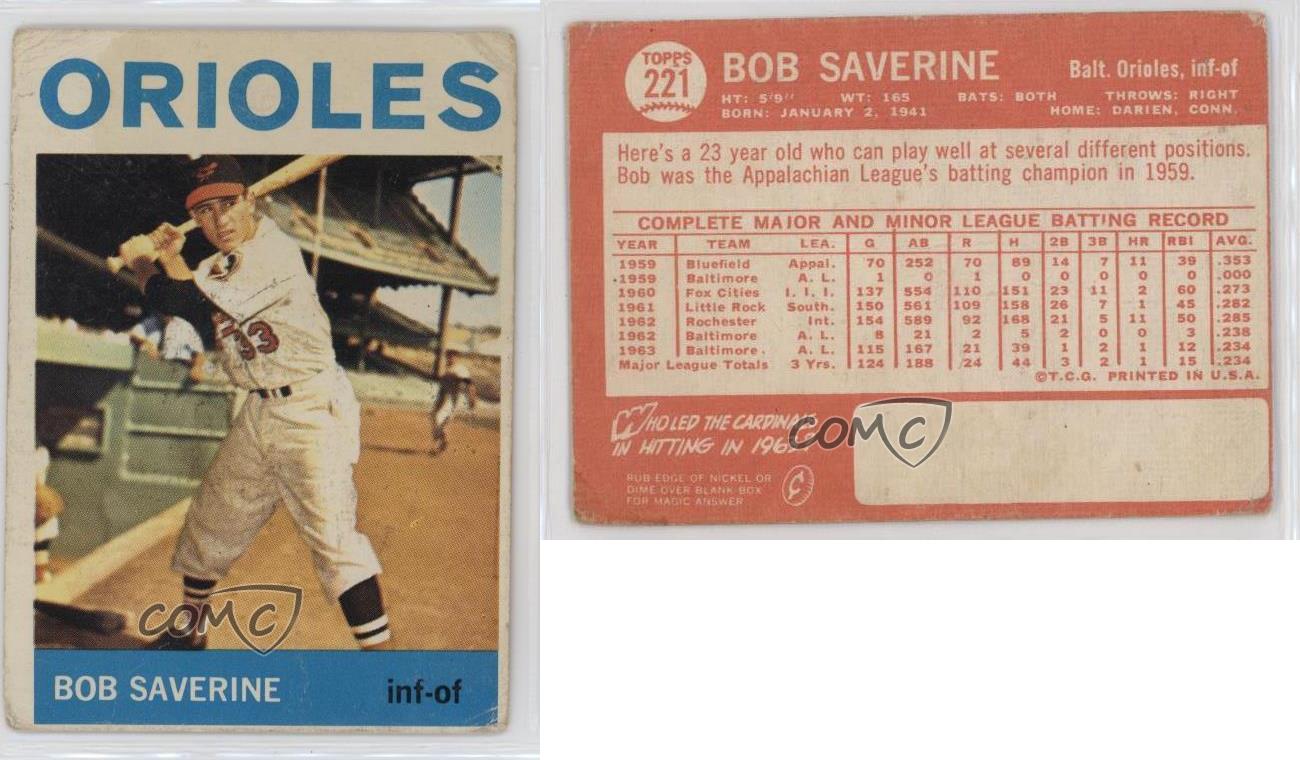 ORIOLES
33
COMC
BOB SAVERINE inf-of
TOPPS
221
BOB SAVERINE
Balt. Orioles, inf-of
HT: 5'9" WT: 165 BATS: BOTH THROWS: RIGHT
BORN: JANUARY 2, 1941 HOME: DARIEN, CONN.
Here's a 23 year old who can play well at several different positions.
Bob was the Appalachian League's batting champion in 1959.
COMPLETE MAJOR AND MINOR LEAGUE BATTING RECORD
YEAR TEAM LEA. G AB R H 2B 3B HR RBI AVG.
1959 Bluefield Appal. 70 252 70 89 14 7 11 39 .353
1959 Baltimore A. L. 1 0 1 0 0 0 0 0 .000
1960 Fox Cities I. I. I. 137 554 110 151 23 11 2 60 .273
1961 Little Rock South. 150 561 109 158 26 7 1 45 .282
1962 Rochester Int. 154 589 92 168 21 5 11 50 .285
1962 Baltimore A. L. 8 21 2 5 2 0 0 3 .238
1963 Baltimore. A. L. 115 167 21 39 1 2 1 12 .234
Major League Totals 3 Yrs. 124 188 24 44 3 2 1 15 .234
©T.C.G. PRINTED IN U.S.A.
WHO LED THE CARDINALS
IN HITTING IN
COMC
RUB EDGE OF NICKEL OR
DIME OVER BLANK BOX
FOR MAGIC ANSWER